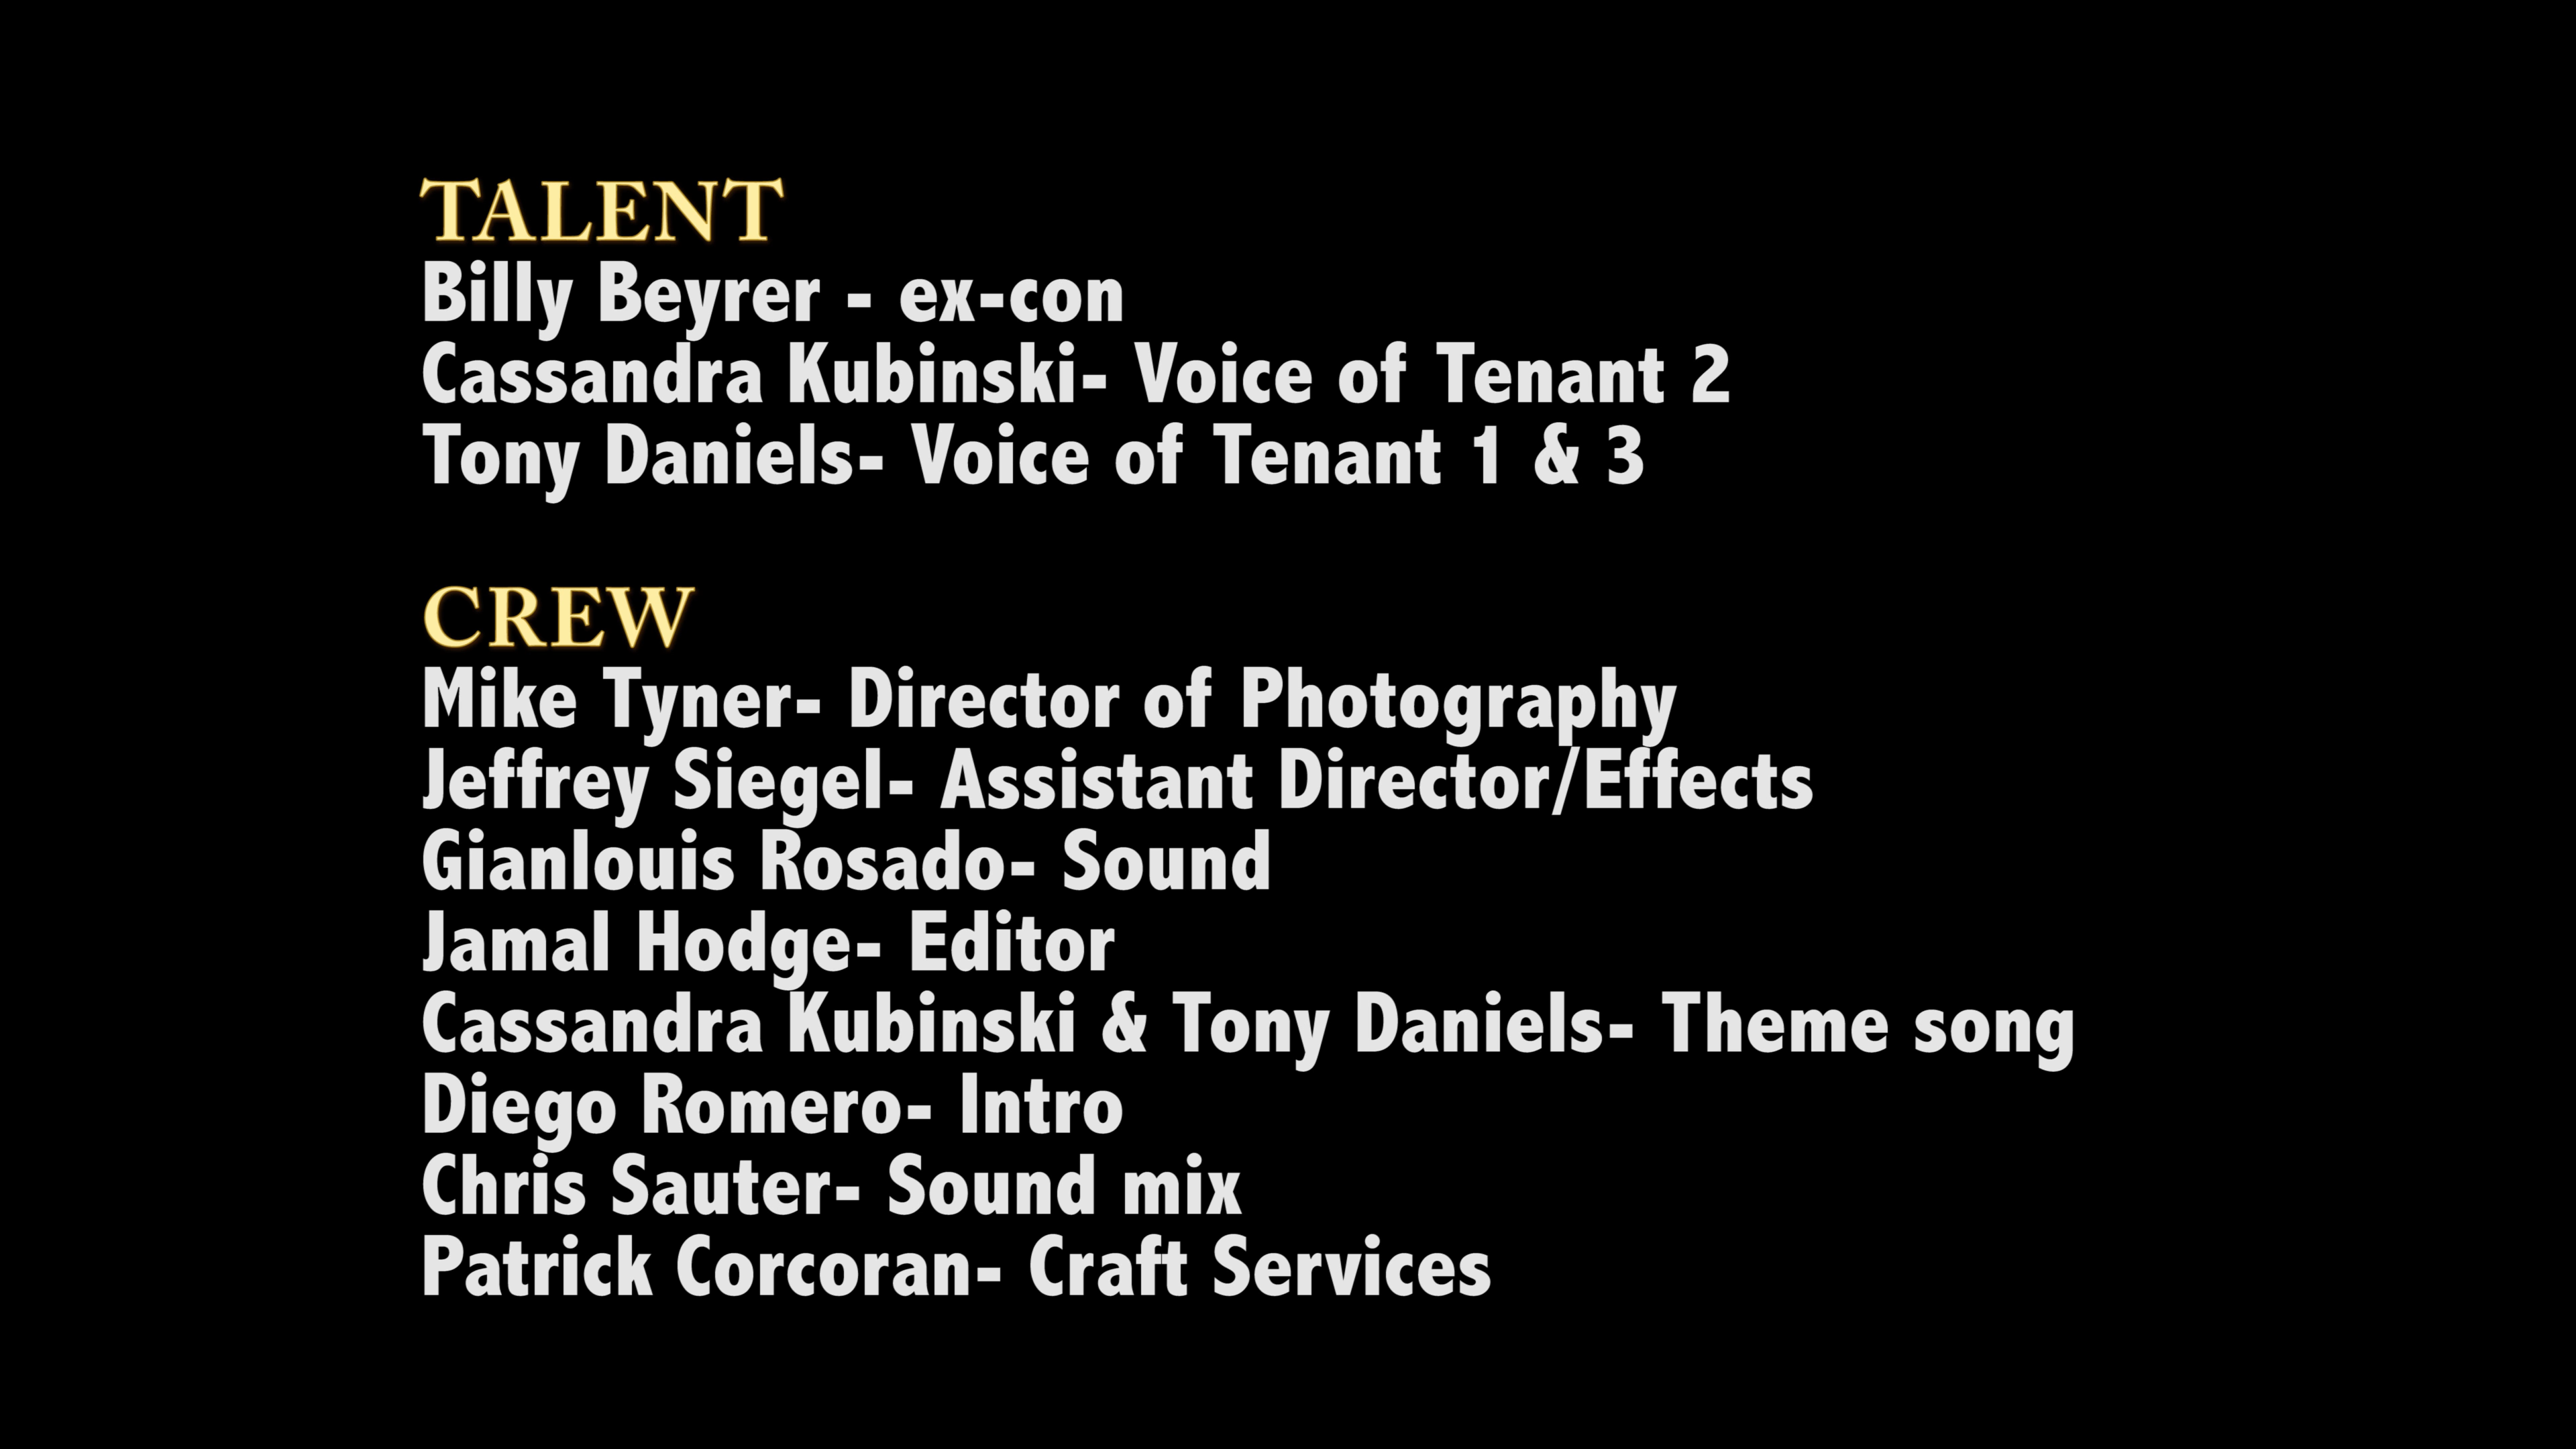 TALENT
Billy Beyrer - ex-con
Cassandra Kubinski- Voice of Tenant 2
Tony Daniels- Voice of Tenant 1 & 3
CREW
Mike Tyner- Director of Photography
Jeffrey Siegel- Assistant Director/Effects
Gianlouis Rosado- Sound
Jamal Hodge- Editor
Cassandra Kubinski & Tony Daniels- Theme song
Diego Romero- Intro
Chris Sauter- Sound mix
Patrick Corcoran- Craft Services